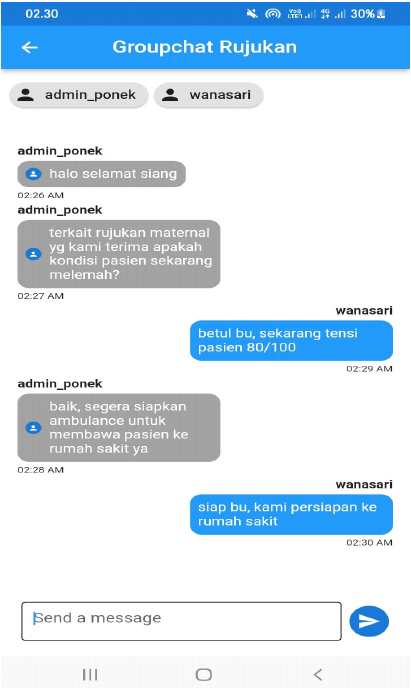 02.30
Vo)) LTE1 4G 30%
Groupchat Rujukan
admin_ponek wanasari
admin_ponek
halo selamat siang
02:26 AM
admin_ponek
terkait rujukan maternal
yg kami terima apakah
kondisi pasien sekarang
melemah?
02:27 AM
wanasari
betul bu, sekarang tensi
pasien 80/100
02:29 AM
admin_ponek
baik, segera siapkan
ambulance untuk
membawa pasien ke
rumah sakit ya
02:28 AM
wanasari
siap bu, kami persiapan ke
rumah sakit
02:30 AM
Send a message